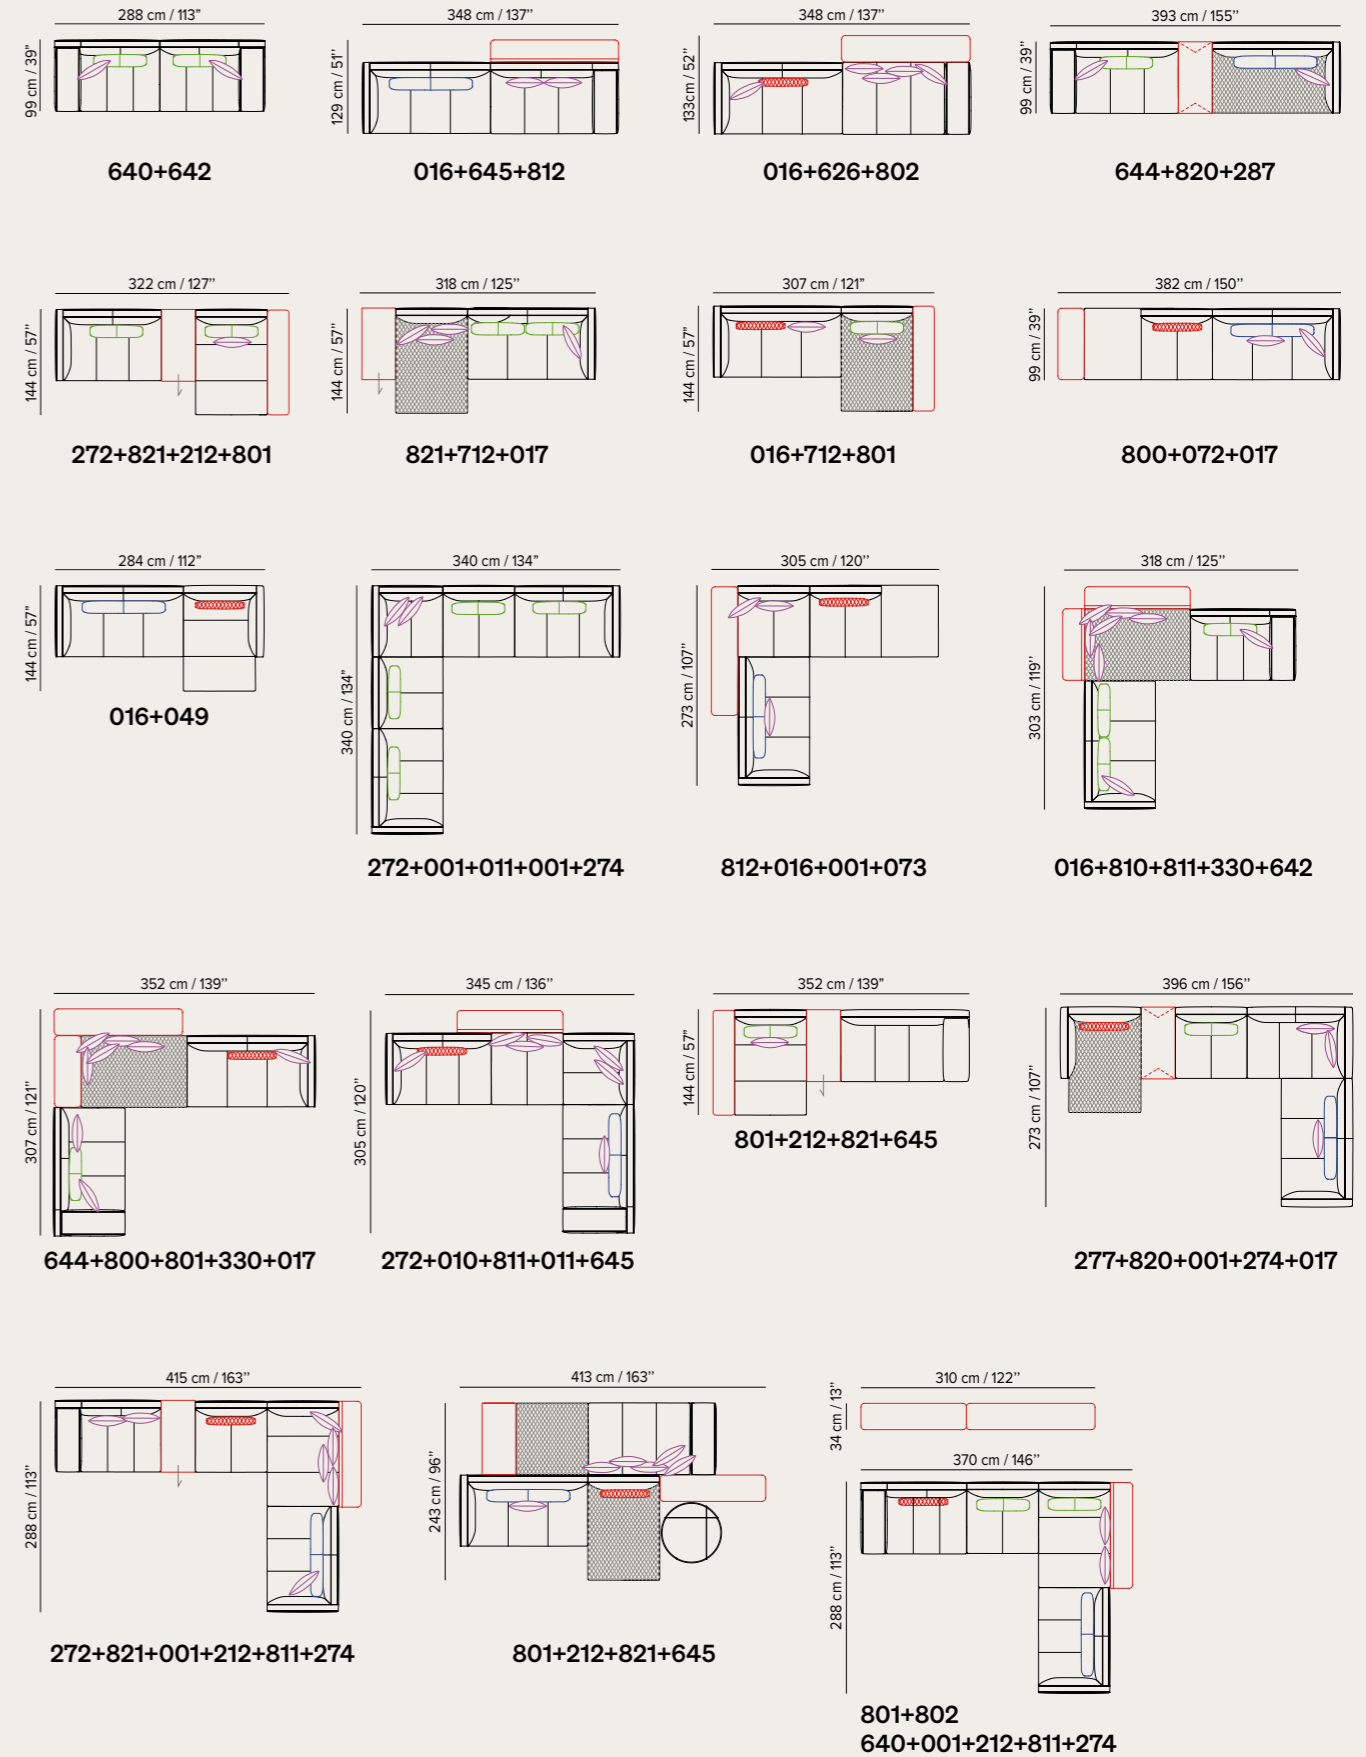 288 cm / 113”
99 cm / 39”
640+642
348 cm / 137’’
129 cm / 51’’
016+645+812
348 cm / 137’’
133cm / 52’’
016+626+802
393 cm / 155’’
99 cm / 39’’
644+820+287
322 cm / 127’’
144 cm / 57’’
272+821+212+801
318 cm / 125’’
144 cm / 57’’
821+712+017
307 cm / 121’’
144 cm / 57’’
016+712+801
382 cm / 150’’
99 cm / 39’’
800+072+017
284 cm / 112”
144 cm / 57’’
016+049
340 cm / 134”
340 cm / 134”
272+001+011+001+274
305 cm / 120’’
273 cm / 107’’
812+016+001+073
318 cm / 125’’
303 cm / 119’’
016+810+811+330+642
352 cm / 139’’
307 cm / 121’’
644+800+801+330+017
345 cm / 136’’
305 cm / 120’’
272+010+811+011+645
352 cm / 139”
144 cm / 57’’
801+212+821+645
396 cm / 156’’
273 cm / 107’’
277+820+001+274+017
415 cm / 163’’
288 cm / 113’’
272+821+001+212+811+274
413 cm / 163’’
243 cm / 96’’
801+212+821+645
310 cm / 122’’
34 cm / 13’’
370 cm / 146’’
288 cm / 113’’
801+802
640+001+212+811+274